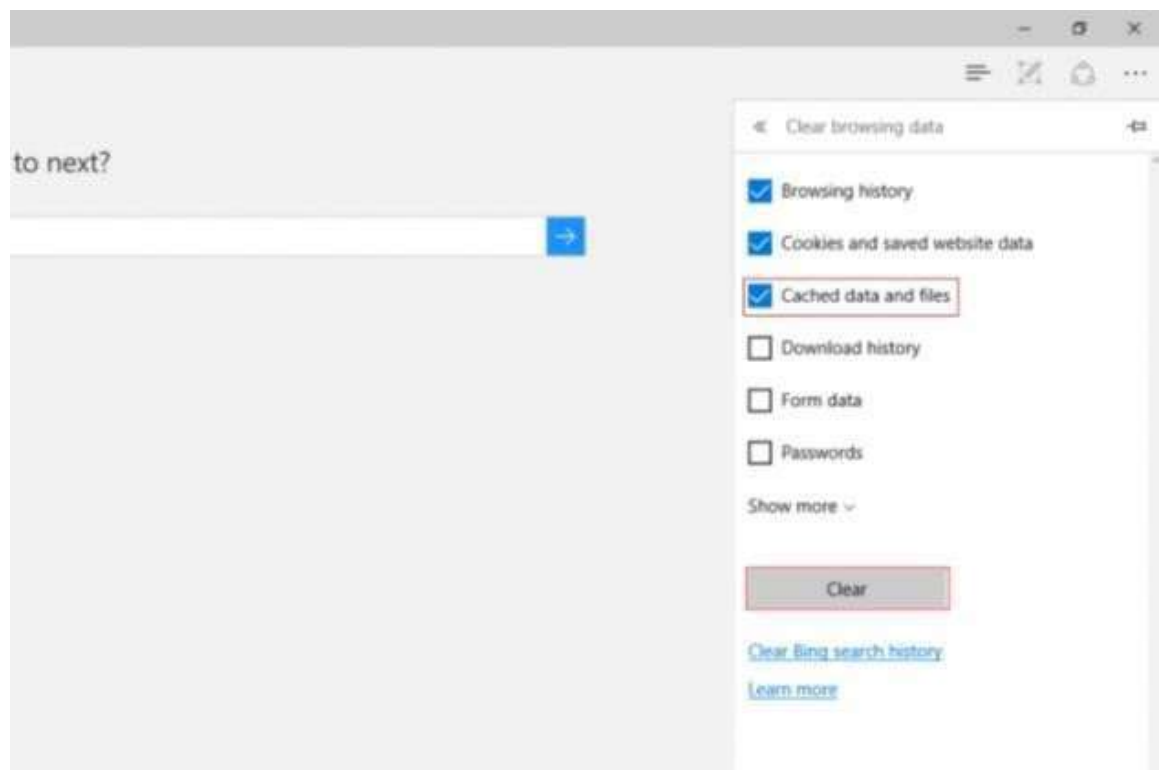 Clear browsing data
to next?
Browsing history
Cookies and saved website data
Cached data and files
Download history
Form data
Passwords
Show more
Clear
Clear Bing search history
Learn more